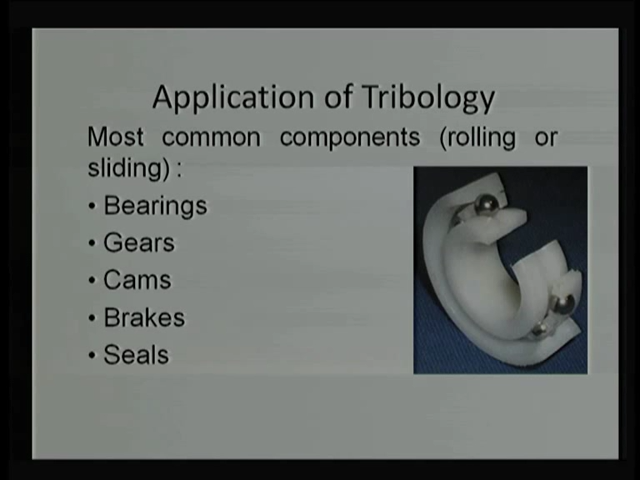 Application of Tribology
Most common components (rolling or
sliding) :
• Bearings
• Gears
• Cams
• Brakes
• Seals